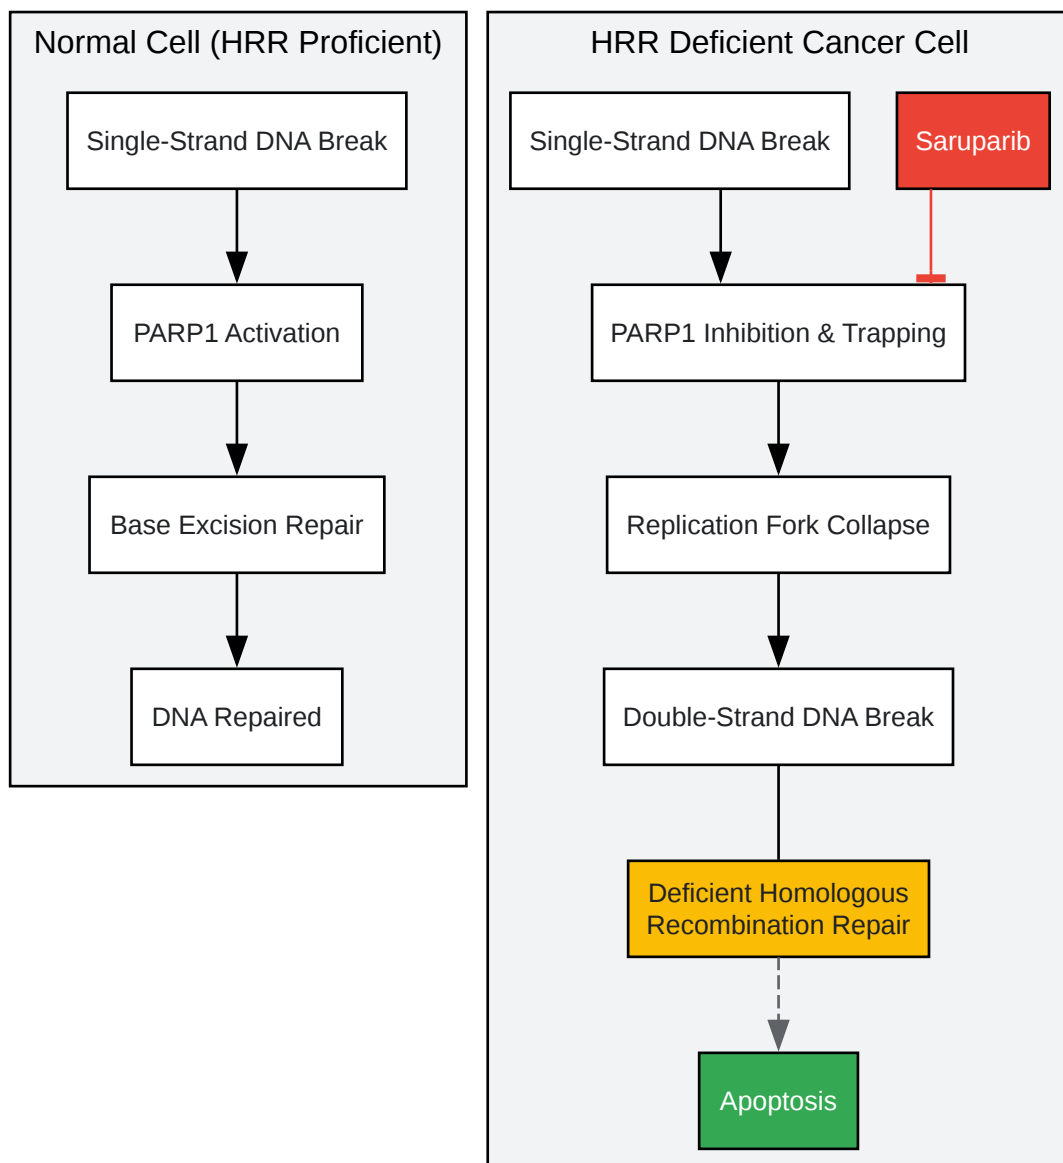 Normal Cell (HRR Proficient)
Single-Strand DNA Break
PARP1 Activation
Base Excision Repair
DNA Repaired
HRR Deficient Cancer Cell
Single-Strand DNA Break
Saruparib
PARP1 Inhibition & Trapping
Replication Fork Collapse
Double-Strand DNA Break
Deficient Homologous
Recombination Repair
Apoptosis